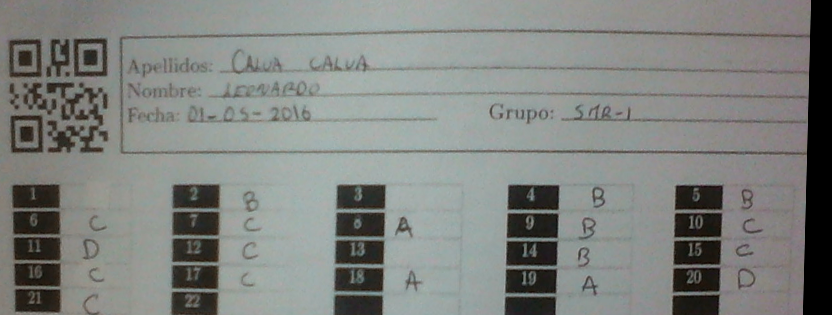 Apellidos: CALVA CALVA
Nombre: LEONARDO
Fecha: 01-05-2016 Grupo: SMR-1
1 2 B 3 4 B 5 B
6 C 7 C 8 A 9 B 10 C
11 D 12 C 13 14 B 15 C
16 C 17 C 18 A 19 A 20 D
21 C 22